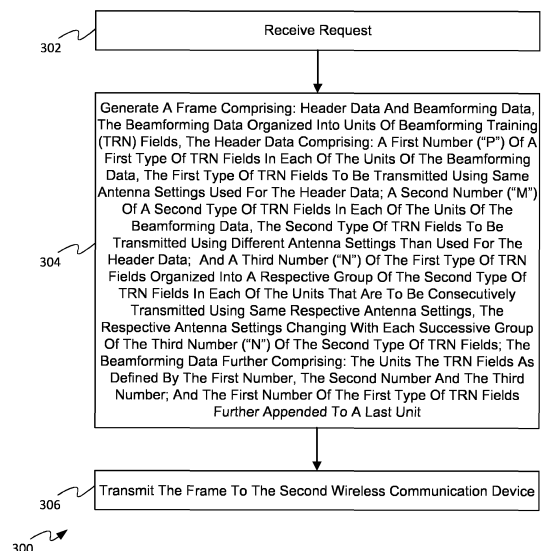 302
Receive Request
304
Generate A Frame Comprising: Header Data And Beamforming Data,
The Beamforming Data Organized Into Units Of Beamforming Training
(TRN) Fields, The Header Data Comprising: A First Number ("P") Of A
First Type Of TRN Fields In Each Of The Units Of The Beamforming
Data, The First Type Of TRN Fields To Be Transmitted Using Same
Antenna Settings Used For The Header Data; A Second Number ("M")
Of A Second Type Of TRN Fields In Each Of The Units Of The
Beamforming Data, The Second Type Of TRN Fields To Be
Transmitted Using Different Antenna Settings Than Used For The
Header Data; And A Third Number ("N") Of The First Type Of TRN
Fields Organized Into A Respective Group Of The Second Type Of
TRN Fields In Each Of The Units That Are To Be Consecutively
Transmitted Using Same Respective Antenna Settings, The
Respective Antenna Settings Changing With Each Successive Group
Of The Third Number ("N") Of The Second Type Of TRN Fields; The
Beamforming Data Further Comprising: The Units The TRN Fields As
Defined By The First Number, The Second Number And The Third
Number; And The First Number Of The First Type Of TRN Fields
Further Appended To A Last Unit
306
Transmit The Frame To The Second Wireless Communication Device
300